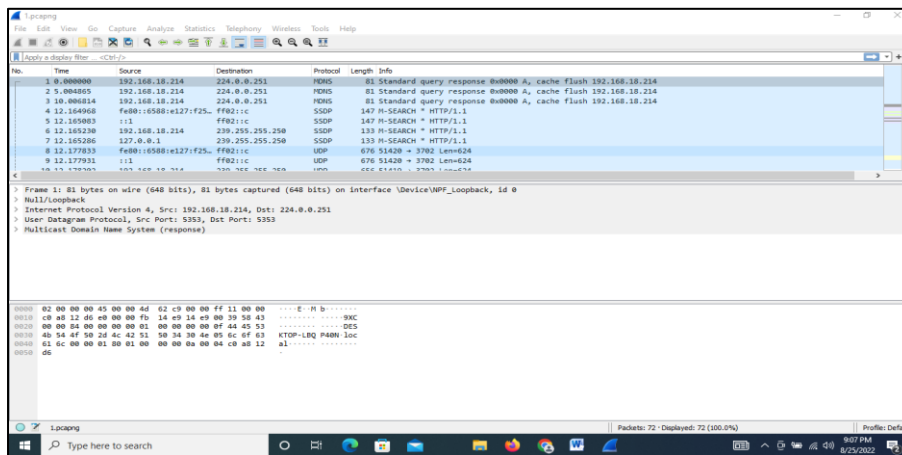 1.pcapng
File Edit View Go Capture Analyze Statistics Telephony Wireless Tools Help
Apply a display filter ... <Ctrl-/>
No. Time Source Destination Protocol Length Info
1 0.000000 192.168.18.214 224.0.0.251 MDNS 81 Standard query response 0x0000 A, cache flush 192.168.18.214
2 5.004865 192.168.18.214 224.0.0.251 MDNS 81 Standard query response 0x0000 A, cache flush 192.168.18.214
3 10.006814 192.168.18.214 224.0.0.251 MDNS 81 Standard query response 0x0000 A, cache flush 192.168.18.214
4 12.164968 fe80::6588:e127:f25… ff02::c SSDP 147 M-SEARCH * HTTP/1.1
5 12.165083 ::1 ff02::c SSDP 147 M-SEARCH * HTTP/1.1
6 12.165230 192.168.18.214 239.255.255.250 SSDP 133 M-SEARCH * HTTP/1.1
7 12.165286 127.0.0.1 239.255.255.250 SSDP 133 M-SEARCH * HTTP/1.1
8 12.177833 fe80::6588:e127:f25… ff02::c UDP 676 51420 → 3702 Len=624
9 12.177931 ::1 ff02::c UDP 676 51420 → 3702 Len=624
> Frame 1: 81 bytes on wire (648 bits), 81 bytes captured (648 bits) on interface \Device\NPF_Loopback, id 0
> Null/Loopback
> Internet Protocol Version 4, Src: 192.168.18.214, Dst: 224.0.0.251
> User Datagram Protocol, Src Port: 5353, Dst Port: 5353
> Multicast Domain Name System (response)
0000 02 00 00 00 45 00 00 4d 62 c9 00 00 ff 11 00 00 ····E··M b·······
0010 c0 a8 12 d6 e0 00 00 fb 14 e9 14 e9 00 39 58 43 ········ ·····9XC
0020 00 00 84 00 00 00 00 01 00 00 00 00 0f 44 45 53 ········ ·····DES
0030 4b 54 4f 50 2d 4c 42 51 50 34 30 4e 05 6c 6f 63 KTOP-LBQ P40N·loc
0040 61 6c 00 00 01 80 01 00 00 00 0a 00 04 c0 a8 12 al······ ········
0050 d6 ·
1.pcapng Packets: 72 · Displayed: 72 (100.0%) Profile: Defa
Type here to search 9:07 PM
8/25/2022